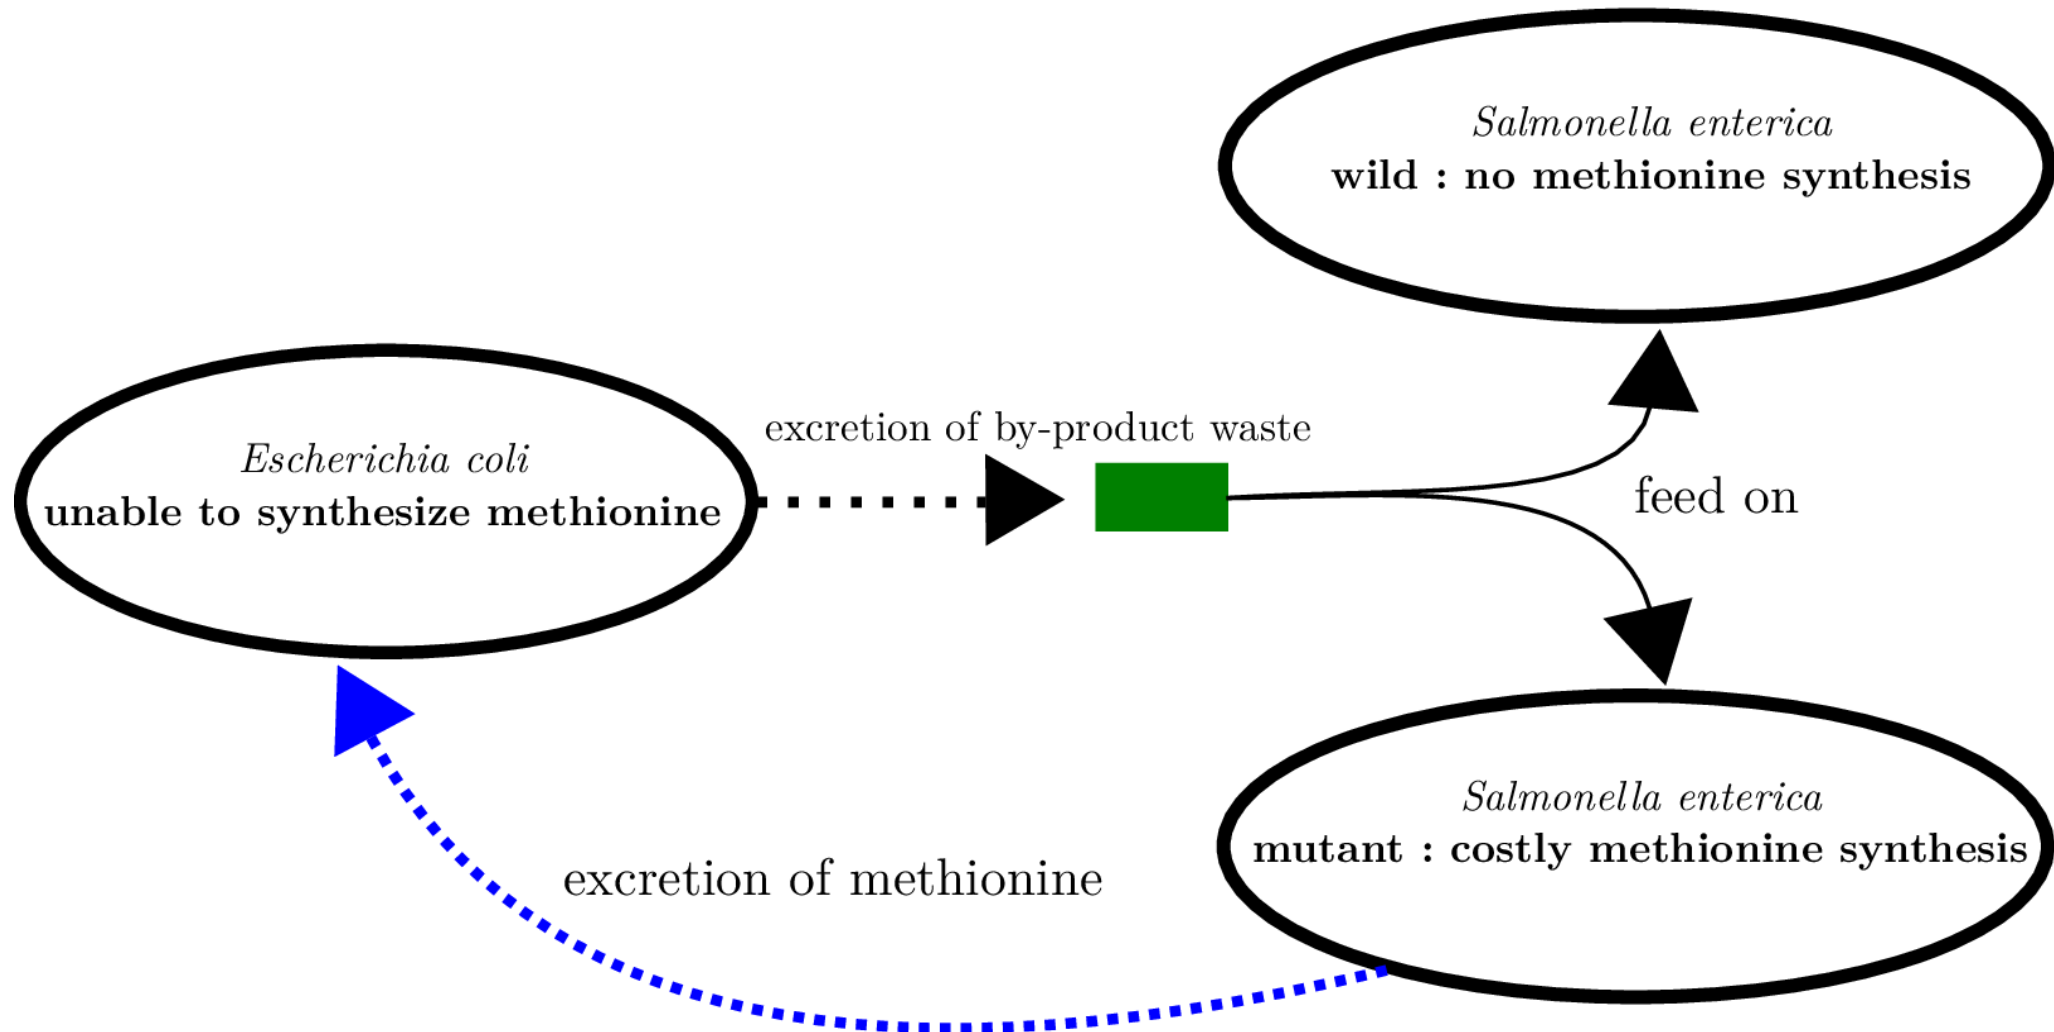 Salmonella enterica
wild : no methionine synthesis
excretion of by-product waste
Escherichia coli
unable to synthesize methionine
feed on
Salmonella enterica
mutant : costly methionine synthesis
excretion of methionine